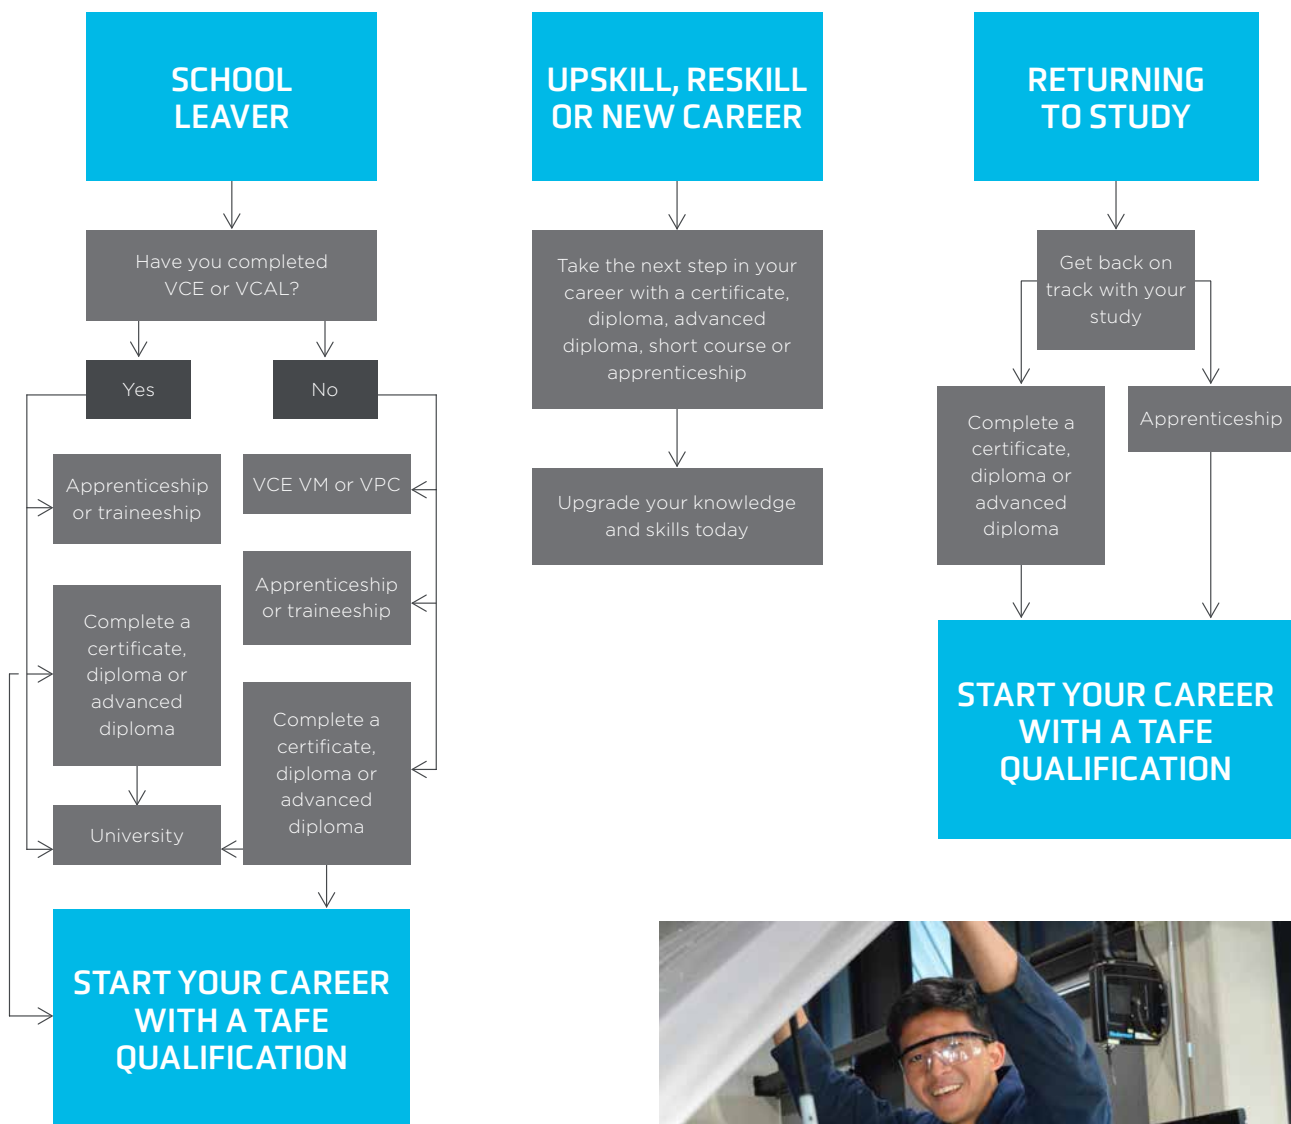 SCHOOL
LEAVER
Have you completed
VCE or VCAL?
Yes
No
Apprenticeship
or traineeship
VCE VM or VPC
Apprenticeship
or traineeship
Complete a
certificate,
diploma or
advanced
diploma
Complete a
certificate,
diploma or
advanced
diploma
University
START YOUR CAREER
WITH A TAFE
QUALIFICATION
UPSKILL, RESKILL
OR NEW CAREER
Take the next step in your
career with a certificate,
diploma, advanced
diploma, short course or
apprenticeship
Upgrade your knowledge
and skills today
RETURNING
TO STUDY
Get back on
track with your
study
Complete a
certificate,
diploma or
advanced
diploma
Apprenticeship
START YOUR CAREER
WITH A TAFE
QUALIFICATION